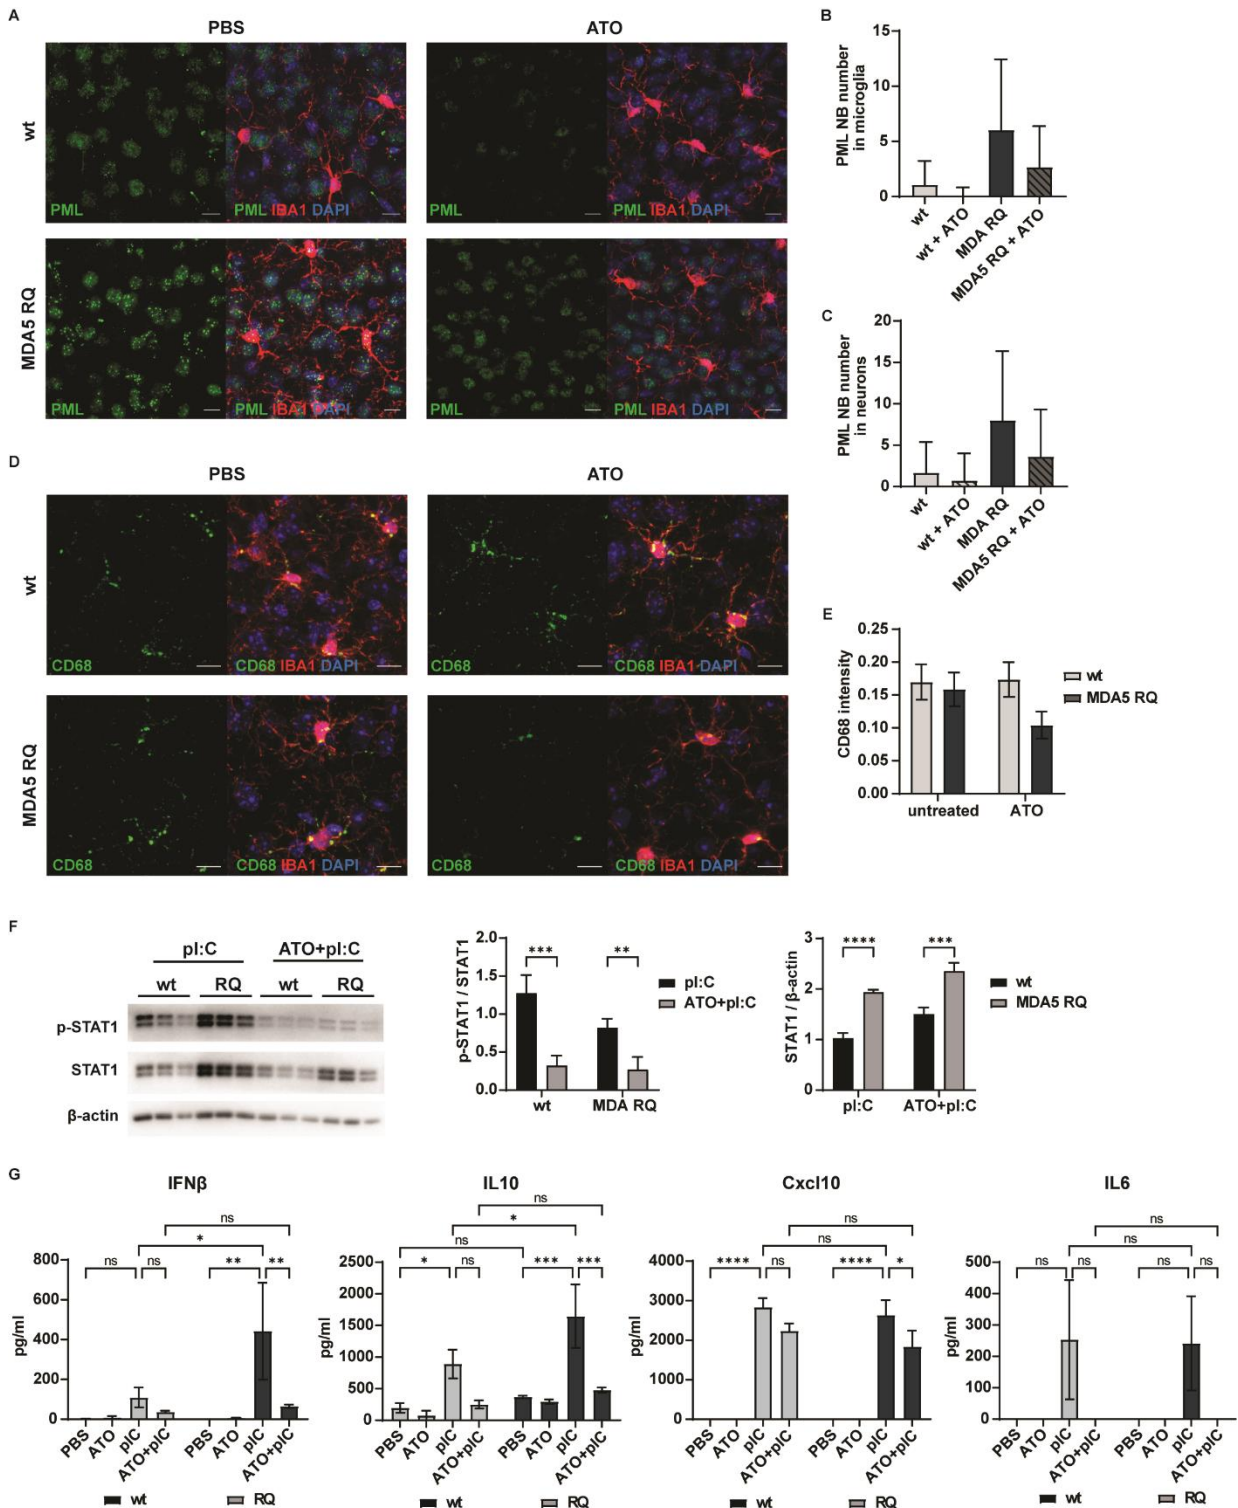 A
PBS
ATO
wt
PML
PML IBA1 DAPI
PML
PML IBA1 DAPI
MDA5 RQ
PML
PML IBA1 DAPI
PML
PML IBA1 DAPI
B
PML NB number
in microglia
15
10
5
0
wt
wt + ATO
MDA RQ
MDA5 RQ + ATO
C
PML NB number
in neurons
20
15
10
5
0
wt
wt + ATO
MDA RQ
MDA5 RQ + ATO
D
PBS
ATO
wt
CD68
CD68 IBA1 DAPI
CD68
CD68 IBA1 DAPI
MDA5 RQ
CD68
CD68 IBA1 DAPI
CD68
CD68 IBA1 DAPI
E
CD68 intensity
0.25
0.20
0.15
0.10
0.05
0.00
untreated
ATO
wt
MDA5 RQ
F
pI:C
ATO+pI:C
wt
RQ
wt
RQ
p-STAT1
STAT1
β-actin
p-STAT1 / STAT1
2.0
1.5
1.0
0.5
0.0
***
**
wt
MDA RQ
pI:C
ATO+pI:C
STAT1 / β-actin
3
2
1
0
****
***
pI:C
ATO+pI:C
wt
MDA5 RQ
G
IFNβ
pg/ml
800
600
400
200
0
ns
*
ns
ns
**
**
PBS
ATO
pIC
ATO+pIC
PBS
ATO
pIC
ATO+pIC
wt
RQ
IL10
pg/ml
2500
2000
1500
1000
500
0
ns
*
ns
*
ns
***
***
PBS
ATO
pIC
ATO+pIC
PBS
ATO
pIC
ATO+pIC
wt
RQ
Cxcl10
pg/ml
4000
3000
2000
1000
0
ns
ns
****
ns
****
*
PBS
ATO
pIC
ATO+pIC
PBS
ATO
pIC
ATO+pIC
wt
RQ
IL6
pg/ml
500
400
300
200
100
0
ns
ns
ns
ns
ns
ns
PBS
ATO
pIC
ATO+pIC
PBS
ATO
pIC
ATO+pIC
wt
RQ